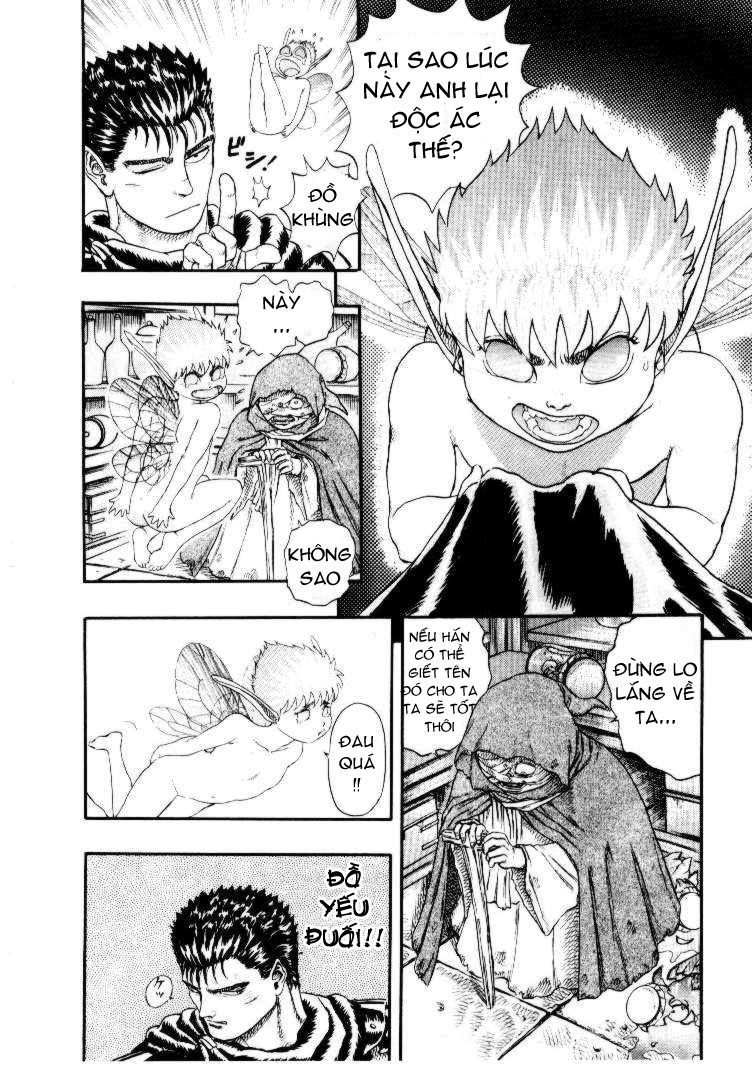 TẠI SAO LÚC
NÀY ANH LẠI
ĐỘC ÁC
THẾ?
ビシ!
ĐỒ
KHÙNG
NÀY
...
KHÔNG
SAO
NẾU HẮN
CÓ THỂ
GIẾT TÊN
ĐÓ CHO TA
TA SẼ TỐT
THÔI
ĐỪNG LO
LẮNG VỀ
TA...
ĐAU
QUÁ
!!
ĐỒ
YẾU
ĐUỐI!!
ケッ